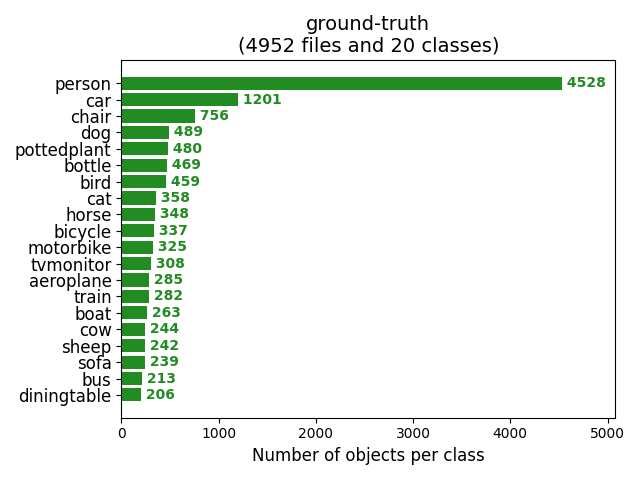 ground-truth
(4952 files and 20 classes)
person 4528
car 1201
chair 756
dog 489
pottedplant 480
bottle 469
bird 459
cat 358
horse 348
bicycle 337
motorbike 325
tvmonitor 308
aeroplane 285
train 282
boat 263
cow 244
sheep 242
sofa 239
bus 213
diningtable 206
0 1000 2000 3000 4000 5000
Number of objects per class